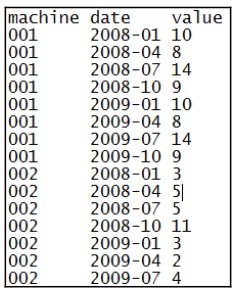 machine date value
001 2008-01 10
001 2008-04 8
001 2008-07 14
001 2008-10 9
001 2009-01 10
001 2009-04 8
001 2009-07 14
001 2009-10 9
002 2008-01 3
002 2008-04 5
002 2008-07 5
002 2008-10 11
002 2009-01 3
002 2009-04 2
002 2009-07 4